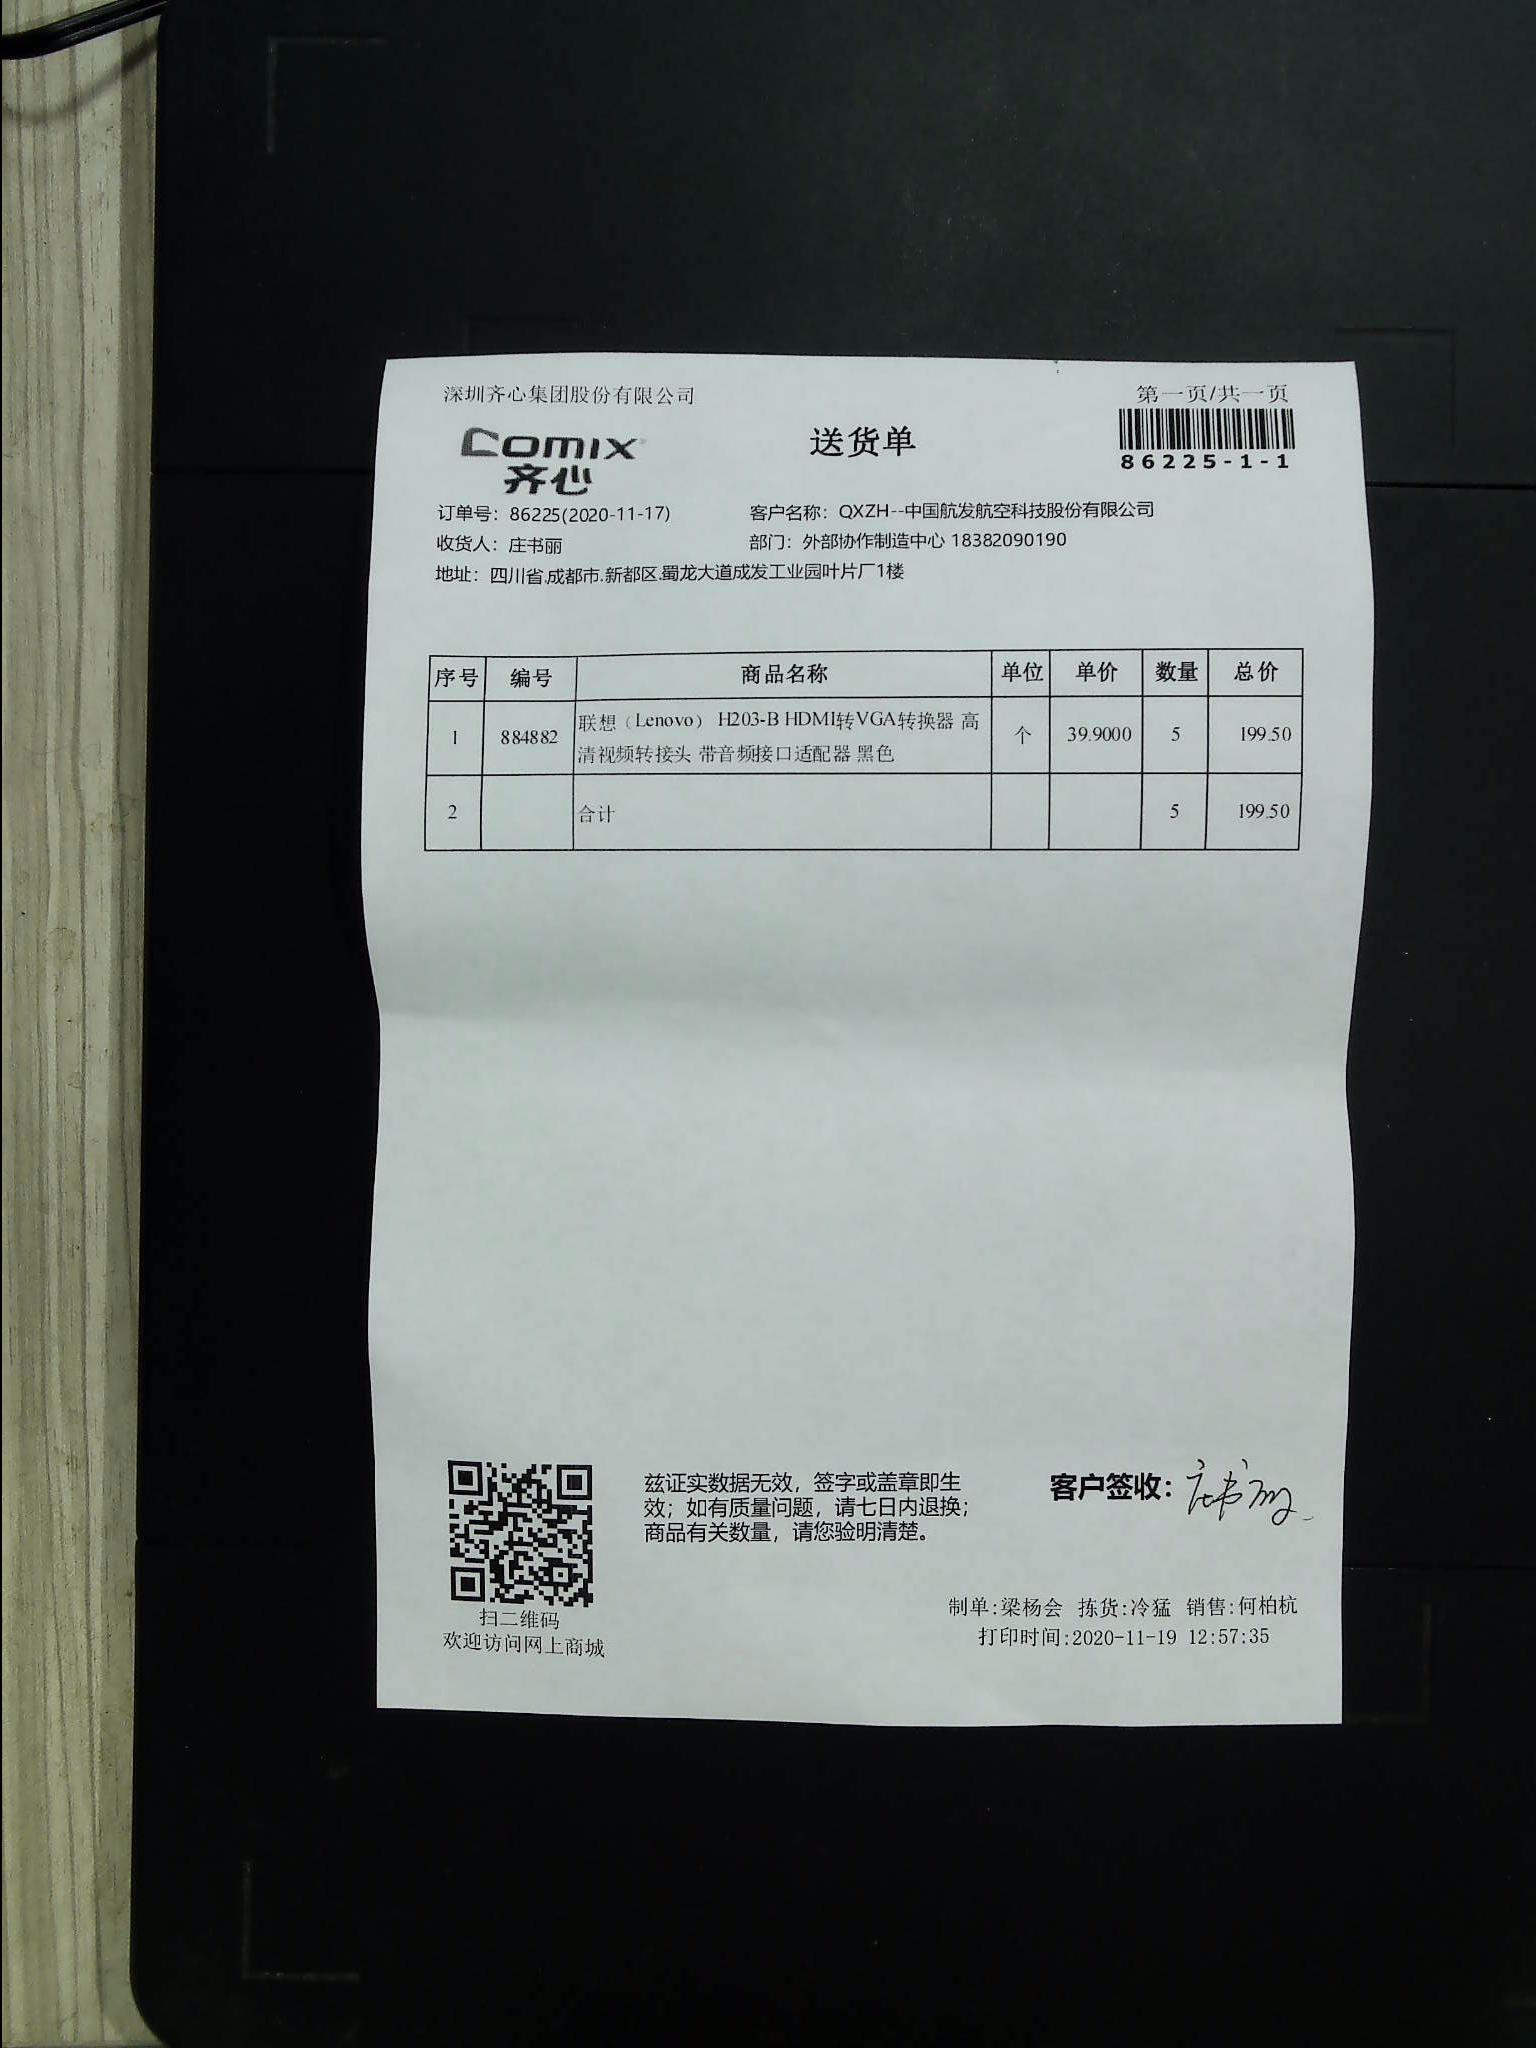 深圳齐心集团股份有限公司
第一页/共一页
COMIX
齐心
送货单
86225-1-1
订单号：86225(2020-11-17)
客户名称：QXZH--中国航发航空科技股份有限公司
收货人：庄书丽
部门：外部协作制造中心 18382090190
地址：四川省.成都市.新都区.蜀龙大道成发工业园叶片厂1楼
序号 编号 商品名称 单位 单价 数量 总价
1 884882 联想（Lenovo） H203-B HDMI转VGA转换器 高 个 39.9000 5 199.50
清视频转接头 带音频接口适配器 黑色
2 合计 5 199.50
兹证实数据无效，签字或盖章即生
效；如有质量问题，请七日内退换；
商品有关数量，请您验明清楚。
客户签收：庄书丽
扫二维码
欢迎访问网上商城
制单:梁杨会 拣货:冷猛 销售:何柏杭
打印时间:2020-11-19 12:57:35